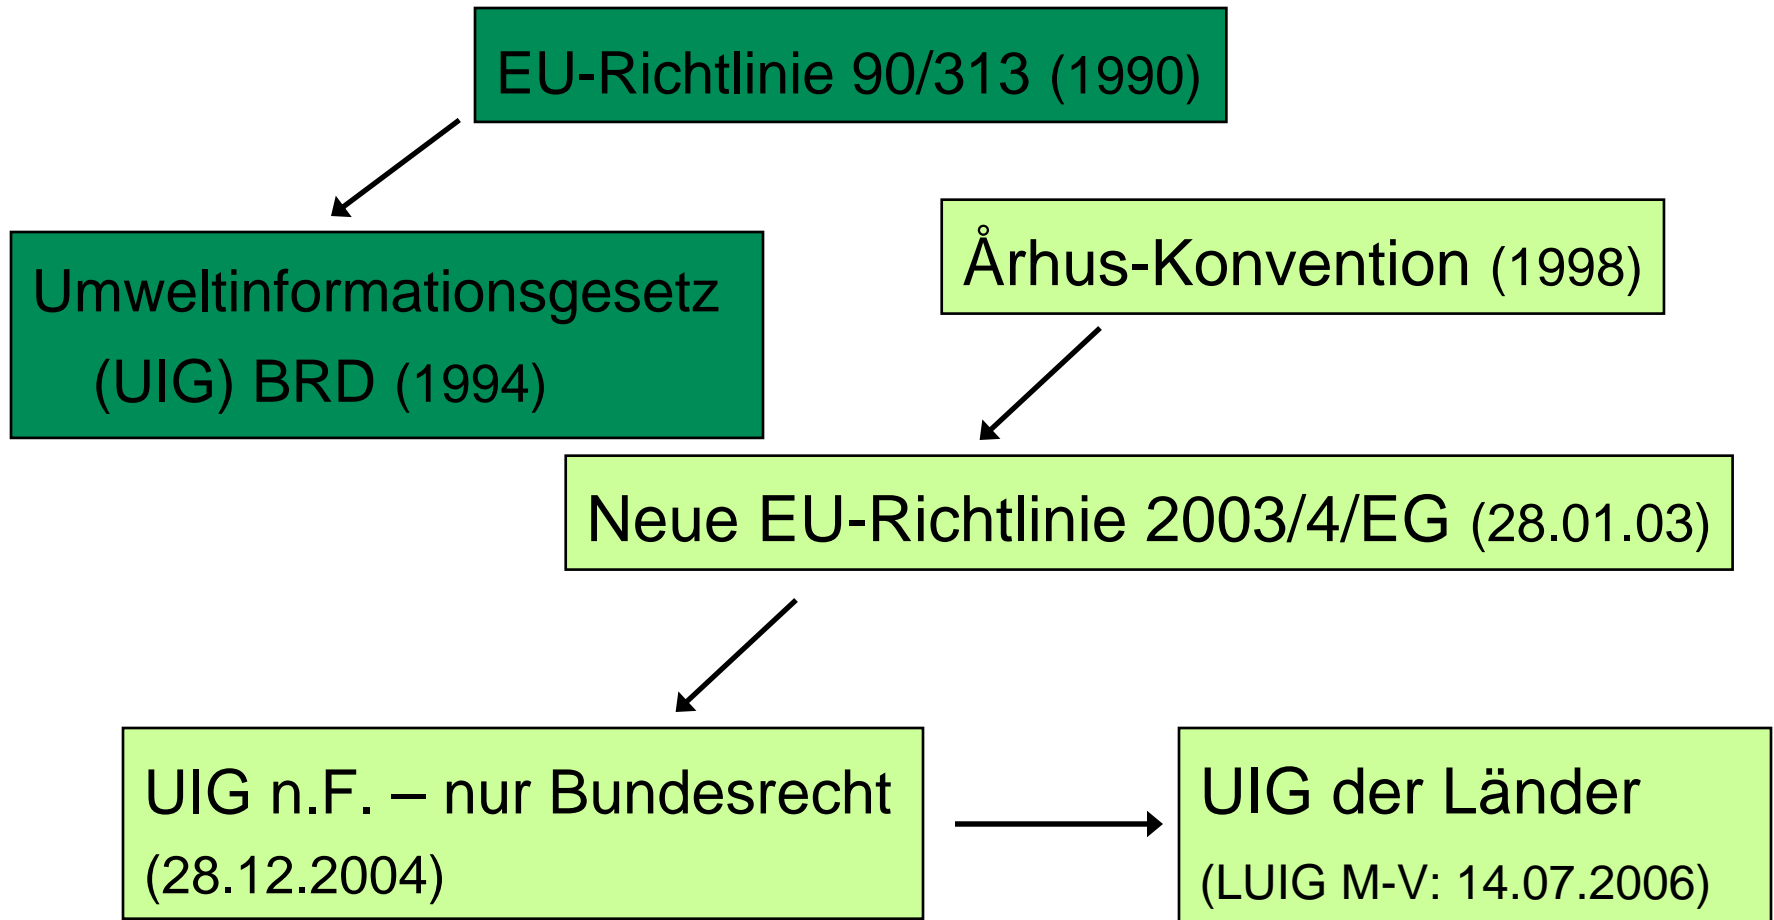 EU-Richtlinie 90/313 (1990)
Umweltinformationsgesetz
(UIG) BRD (1994)
Århus-Konvention (1998)
Neue EU-Richtlinie 2003/4/EG (28.01.03)
UIG n.F. – nur Bundesrecht
(28.12.2004)
UIG der Länder
(LUIG M-V: 14.07.2006)